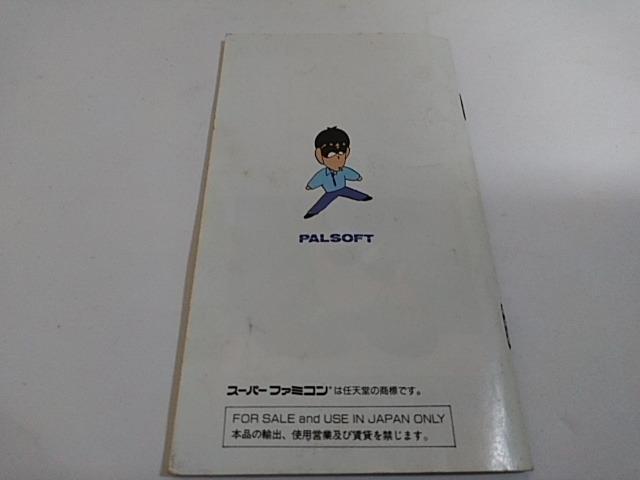 PALSOFT
スーパーファミコン®は任天堂の商標です。
FOR SALE and USE IN JAPAN ONLY
本品の輸出、使用営業及び賃貸を禁じます。